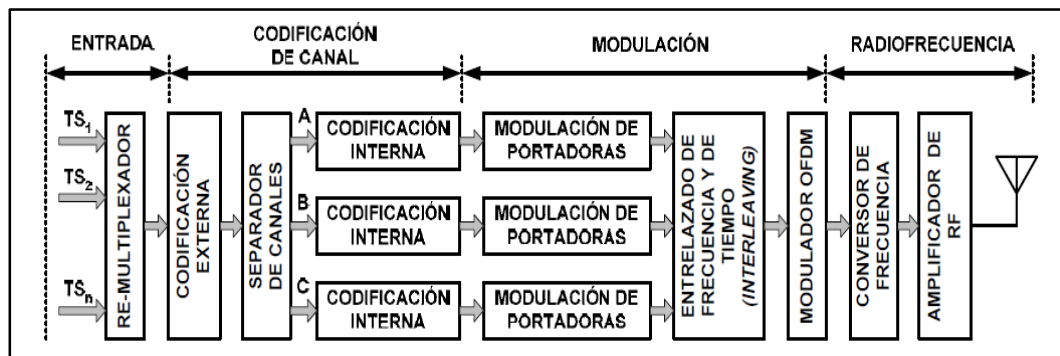 ENTRADA
CODIFICACIÓN
DE CANAL
MODULACIÓN
RADIOFRECUENCIA
TS1
TS2
TSn
RE-MULTIPLEXADOR
CODIFICACIÓN
EXTERNA
SEPARADOR
DE CANALES
A
CODIFICACIÓN
INTERNA
MODULACIÓN DE
PORTADORAS
B
CODIFICACIÓN
INTERNA
MODULACIÓN DE
PORTADORAS
C
CODIFICACIÓN
INTERNA
MODULACIÓN DE
PORTADORAS
ENTRELAZADO DE
FRECUENCIA Y DE
TIEMPO
(INTERLEAVING)
MODULADOR OFDM
CONVERSOR DE
FRECUENCIA
AMPLIFICADOR DE
RF